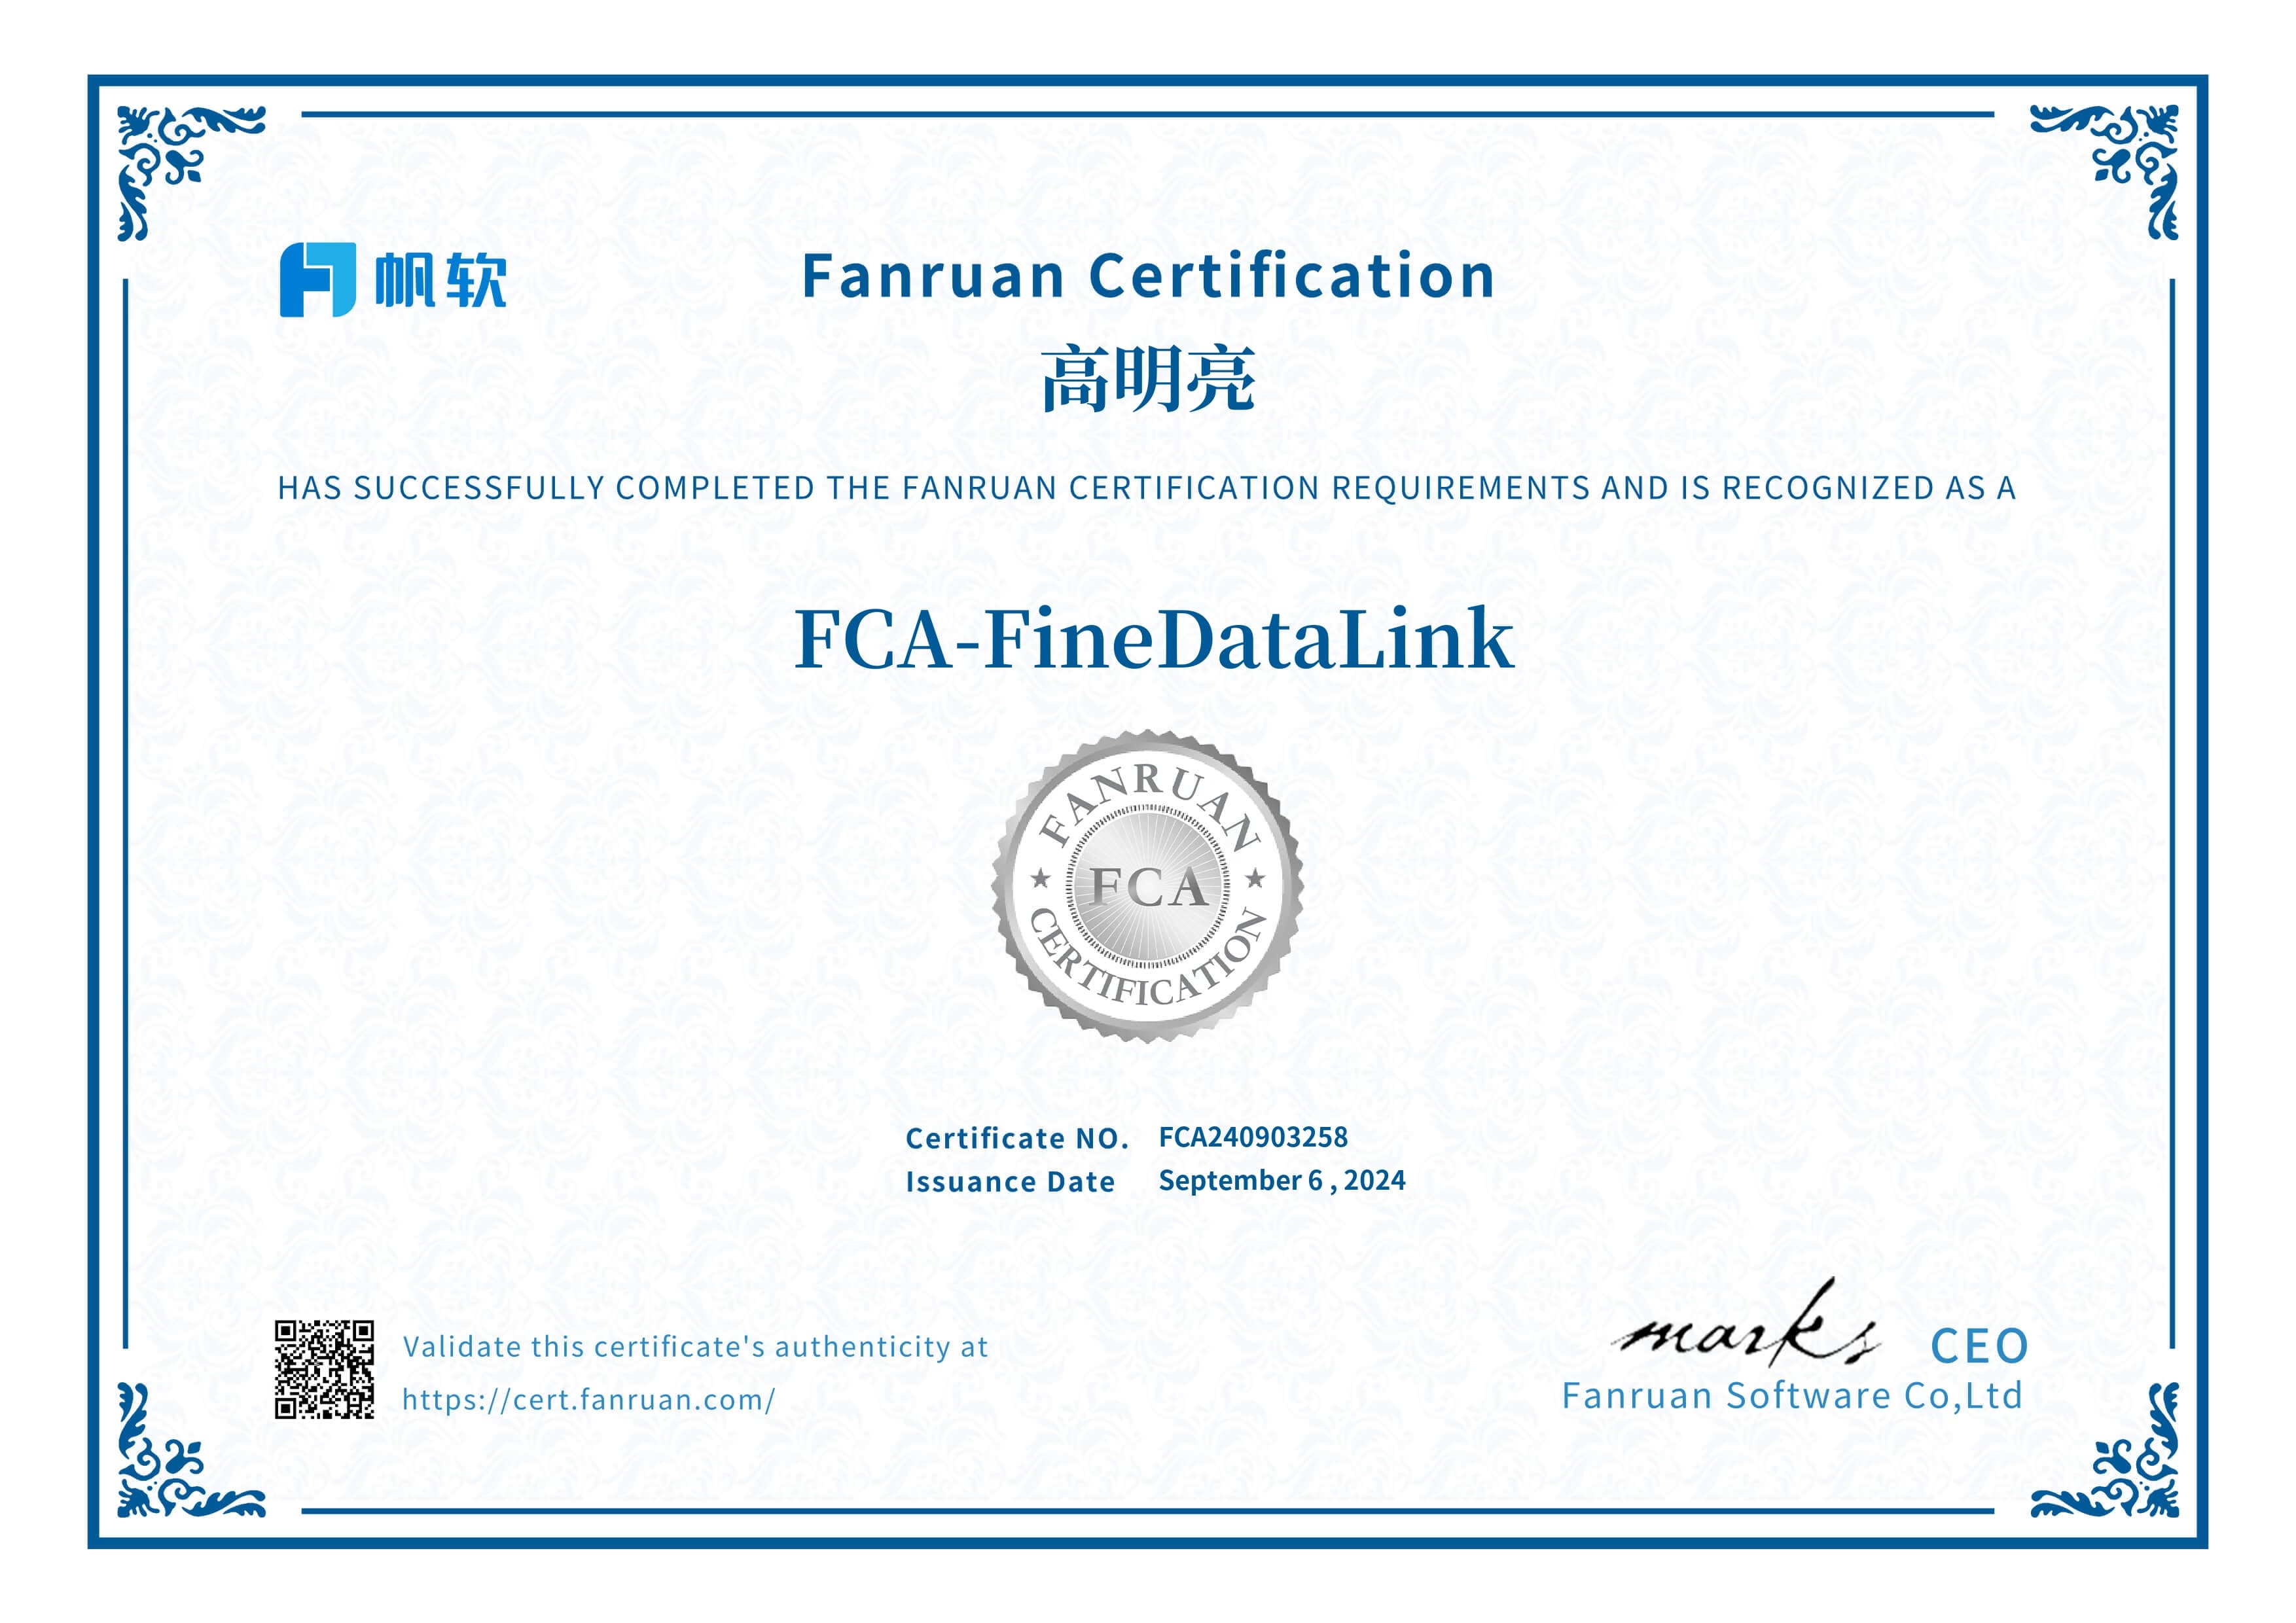 帆软
Fanruan Certification
高明亮
HAS SUCCESSFULLY COMPLETED THE FANRUAN CERTIFICATION REQUIREMENTS AND IS RECOGNIZED AS A
FCA-FineDataLink
FANRUAN
FCA
CERTIFICATION
Certificate NO. FCA240903258
Issuance Date September 6 , 2024
Validate this certificate's authenticity at
https://cert.fanruan.com/
marks CEO
Fanruan Software Co,Ltd